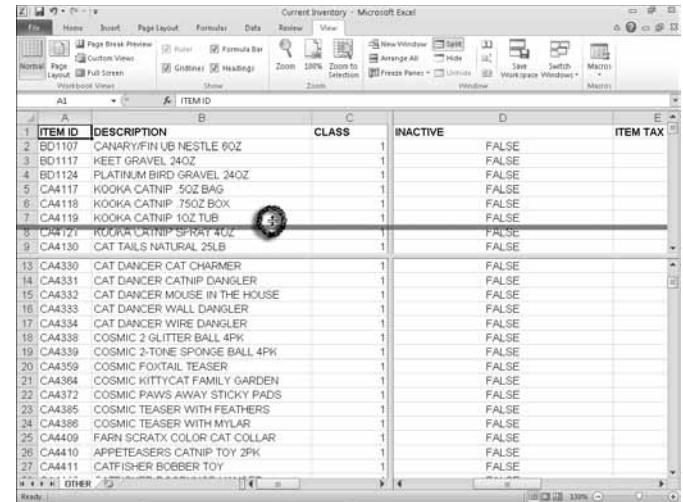 Current Inventory - Microsoft Excel
File Home Insert Page Layout Formulas Data Review View
Normal Page Layout Page Break Preview Custom Views Full Screen Ruler Formula Bar Gridlines Headings Zoom 100% Zoom to Selection New Window Arrange All Freeze Panes Split Hide Unhide Save Workspace Switch Windows Macros
Workbook Views Show Zoom Window Macros
A1 fx ITEM ID
A B C D E
1 ITEM ID DESCRIPTION CLASS INACTIVE ITEM TAX
2 BD1107 CANARY/FIN UB NESTLE 6OZ 1 FALSE
3 BD1117 KEET GRAVEL 24OZ 1 FALSE
4 BD1124 PLATINUM BIRD GRAVEL 24OZ 1 FALSE
5 CA4117 KOOKA CATNIP .5OZ BAG 1 FALSE
6 CA4118 KOOKA CATNIP .75OZ BOX 1 FALSE
7 CA4119 KOOKA CATNIP 1OZ TUB 1 FALSE
8 CA4121 KOOKA CATNIP SPRAY 4OZ 1 FALSE
9 CA4130 CAT TAILS NATURAL 25LB 1 FALSE
13 CA4330 CAT DANCER CAT CHARMER 1 FALSE
14 CA4331 CAT DANCER CATNIP DANGLER 1 FALSE
15 CA4332 CAT DANCER MOUSE IN THE HOUSE 1 FALSE
16 CA4333 CAT DANCER WALL DANGLER 1 FALSE
17 CA4334 CAT DANCER WIRE DANGLER 1 FALSE
18 CA4338 COSMIC 2 GLITTER BALL 4PK 1 FALSE
19 CA4339 COSMIC 2-TONE SPONGE BALL 4PK 1 FALSE
20 CA4359 COSMIC FOXTAIL TEASER 1 FALSE
21 CA4364 COSMIC KITTYCAT FAMILY GARDEN 1 FALSE
22 CA4372 COSMIC PAWS AWAY STICKY PADS 1 FALSE
23 CA4385 COSMIC TEASER WITH FEATHERS 1 FALSE
24 CA4386 COSMIC TEASER WITH MYLAR 1 FALSE
25 CA4409 FARN SCRATX COLOR CAT COLLAR 1 FALSE
26 CA4410 APPETEASERS CATNIP TOY 2PK 1 FALSE
27 CA4411 CATFISHER BOBBER TOY 1 FALSE
OTHER
Ready 130%